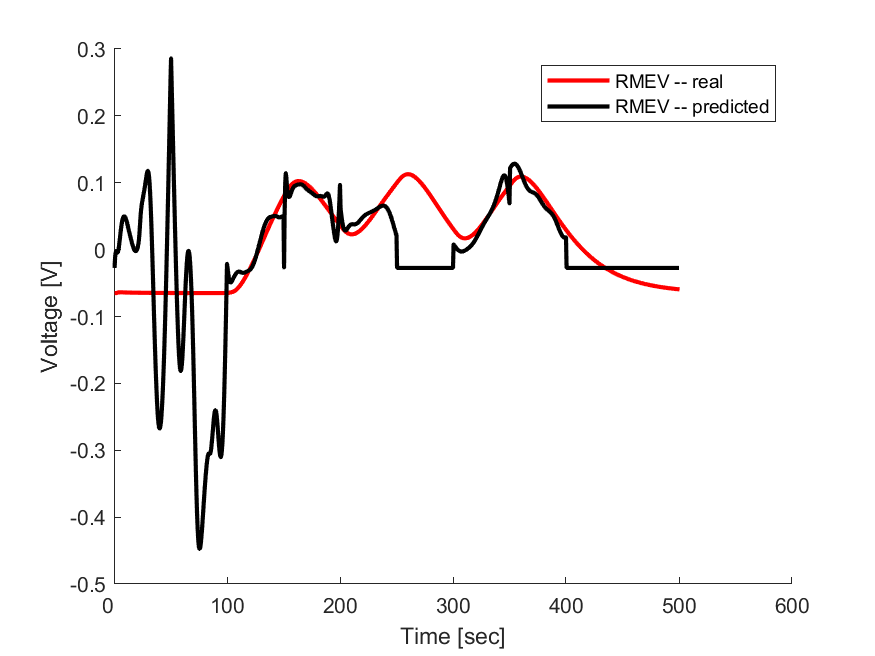 0.3
0.2
0.1
0
-0.1
-0.2
-0.3
-0.4
-0.5
Voltage [V]
RMEV -- real
RMEV -- predicted
0 100 200 300 400 500 600
Time [sec]